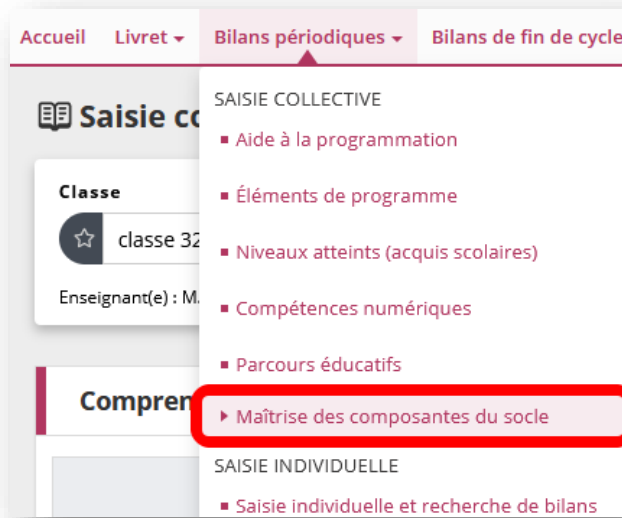 Accueil Livret Bilans périodiques Bilans de fin de cycle
Saisie co
SAISIE COLLECTIVE
Aide à la programmation
Classe
Éléments de programme
classe 32
Niveaux atteints (acquis scolaires)
Enseignant(e) : M.
Compétences numériques
Parcours éducatifs
Compren
Maîtrise des composantes du socle
SAISIE INDIVIDUELLE
Saisie individuelle et recherche de bilans